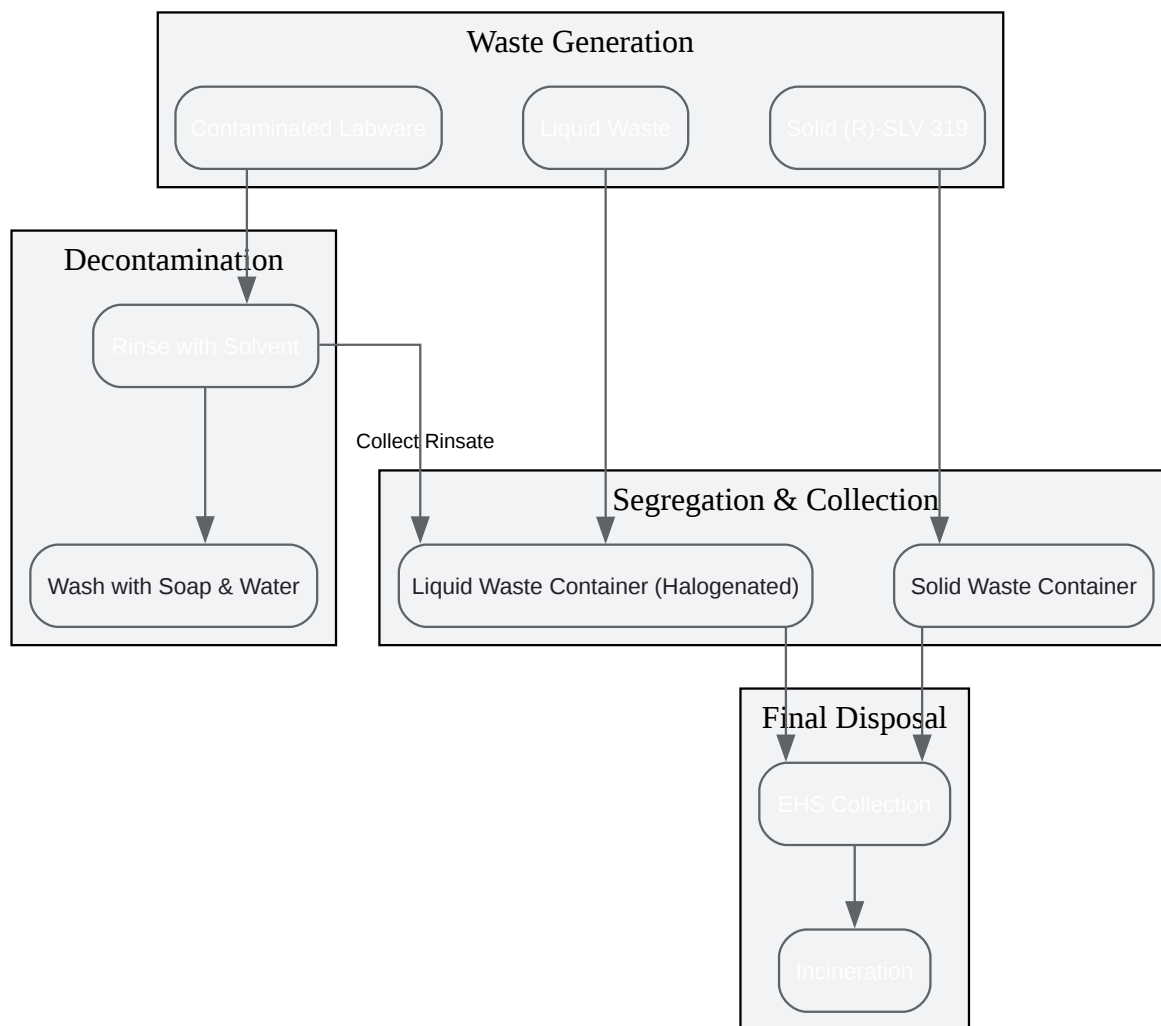 Waste Generation
Contaminated Labware
Liquid Waste
Solid (R)-SLV 319
Decontamination
Rinse with Solvent
Collect Rinsate
Segregation & Collection
Wash with Soap & Water
Liquid Waste Container (Halogenated)
Solid Waste Container
Final Disposal
EHS Collection
Incineration